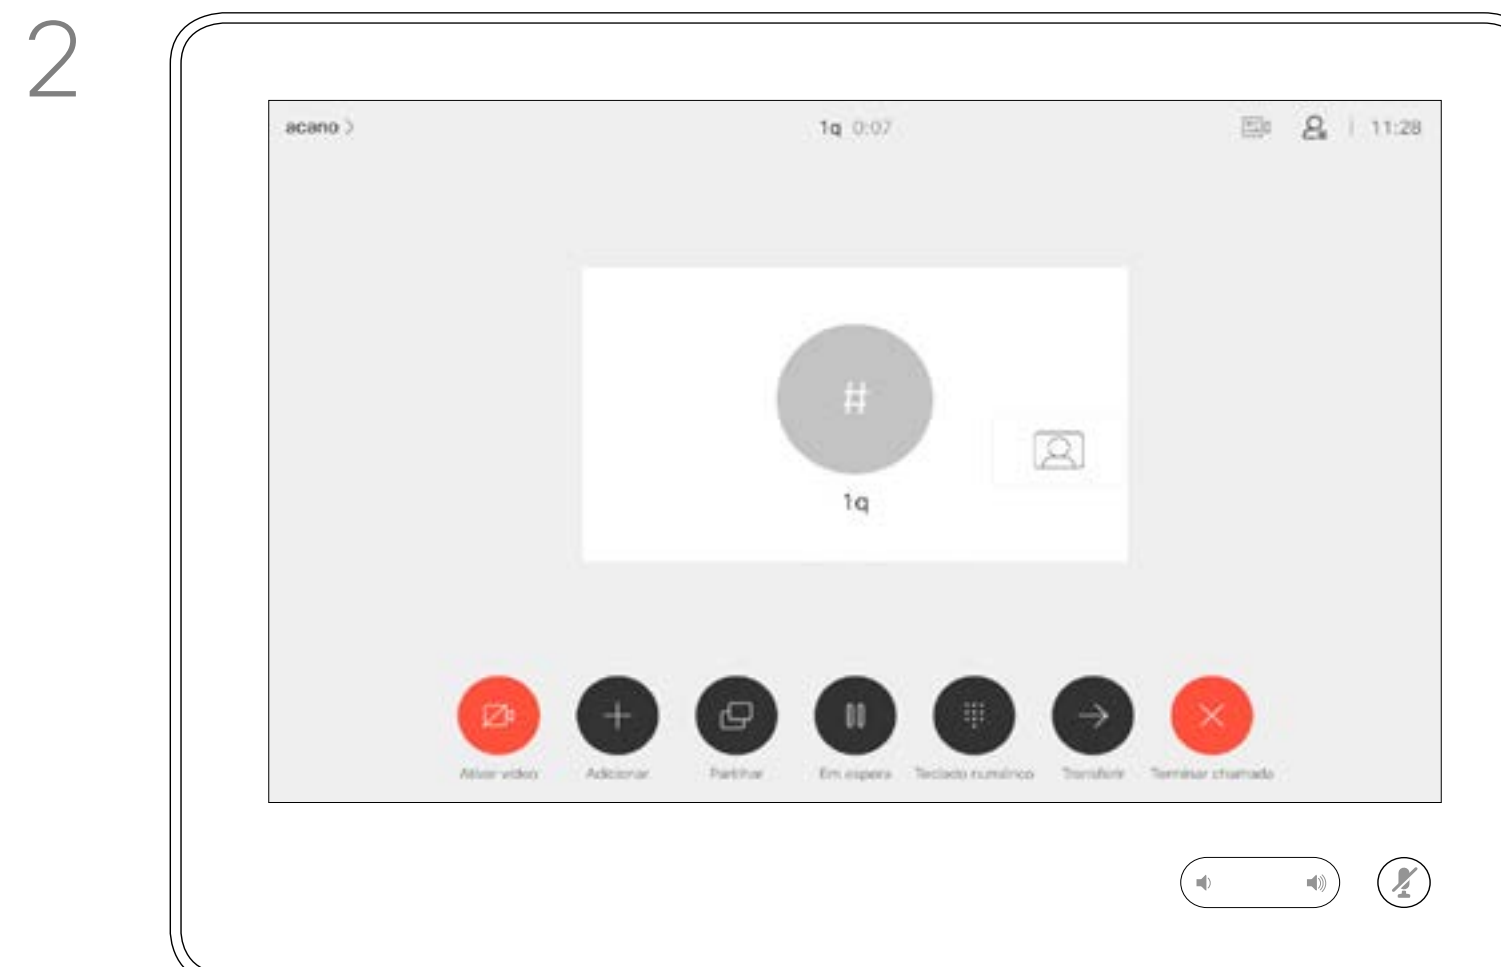 2
acano
1q 0:07
11:28
#
1q
Ativar vídeo Adicionar Partilhar Em espera Teclado numérico Transferir Terminar chamada